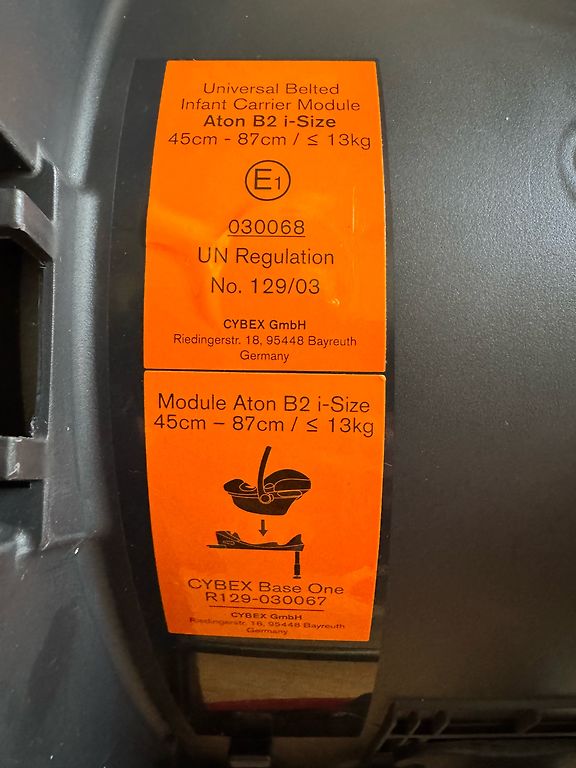 Universal Belted
Infant Carrier Module
Aton B2 i-Size
45cm - 87cm / ≤ 13kg
E1
030068
UN Regulation
No. 129/03
CYBEX GmbH
Riedingerstr. 18, 95448 Bayreuth
Germany
Module Aton B2 i-Size
45cm – 87cm / ≤ 13kg
CYBEX Base One
R129-030067
CYBEX GmbH
Riedingerstr. 18, 95448 Bayreuth
Germany